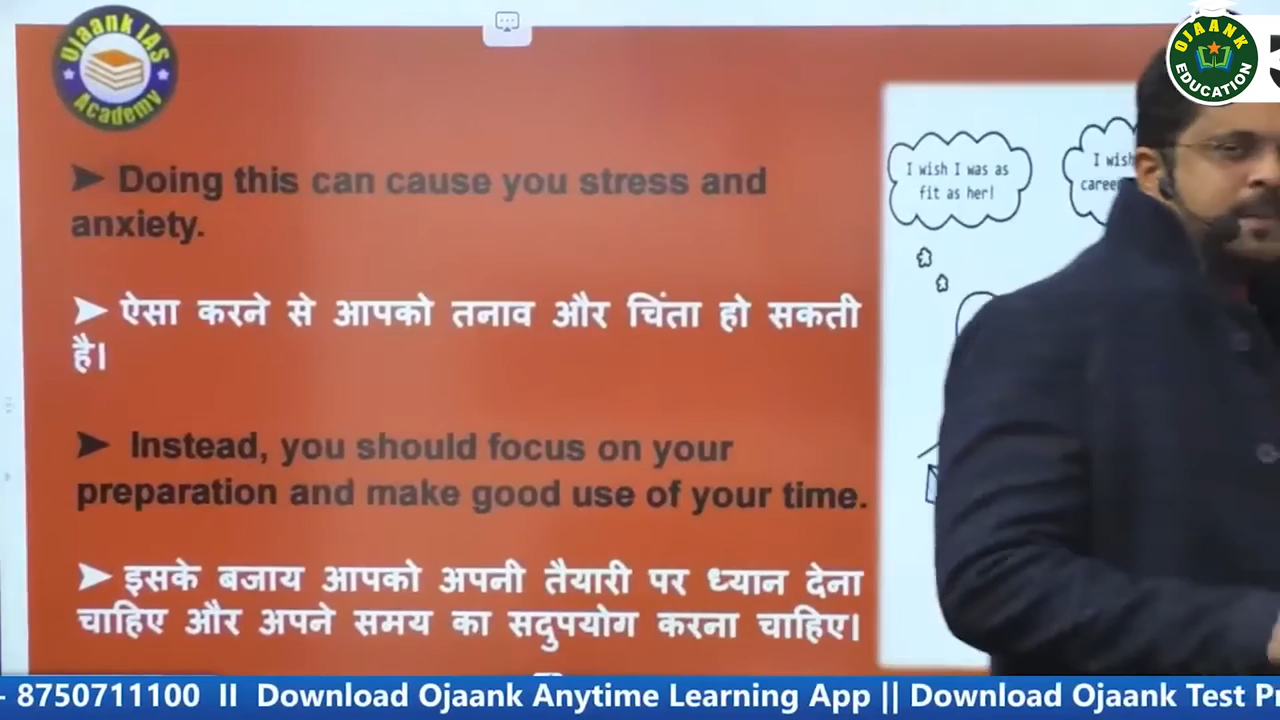 Ojaank IAS
Academy
OJAANK
EDUCATION
➤ Doing this can cause you stress and
anxiety.
➤ ऐसा करने से आपको तनाव और चिंता हो सकती
है।
➤ Instead, you should focus on your
preparation and make good use of your time.
➤ इसके बजाय आपको अपनी तैयारी पर ध्यान देना
चाहिए और अपने समय का सदुपयोग करना चाहिए।
I wish I was as
fit as her!
I wish
- 8750711100 II Download Ojaank Anytime Learning App || Download Ojaank Test